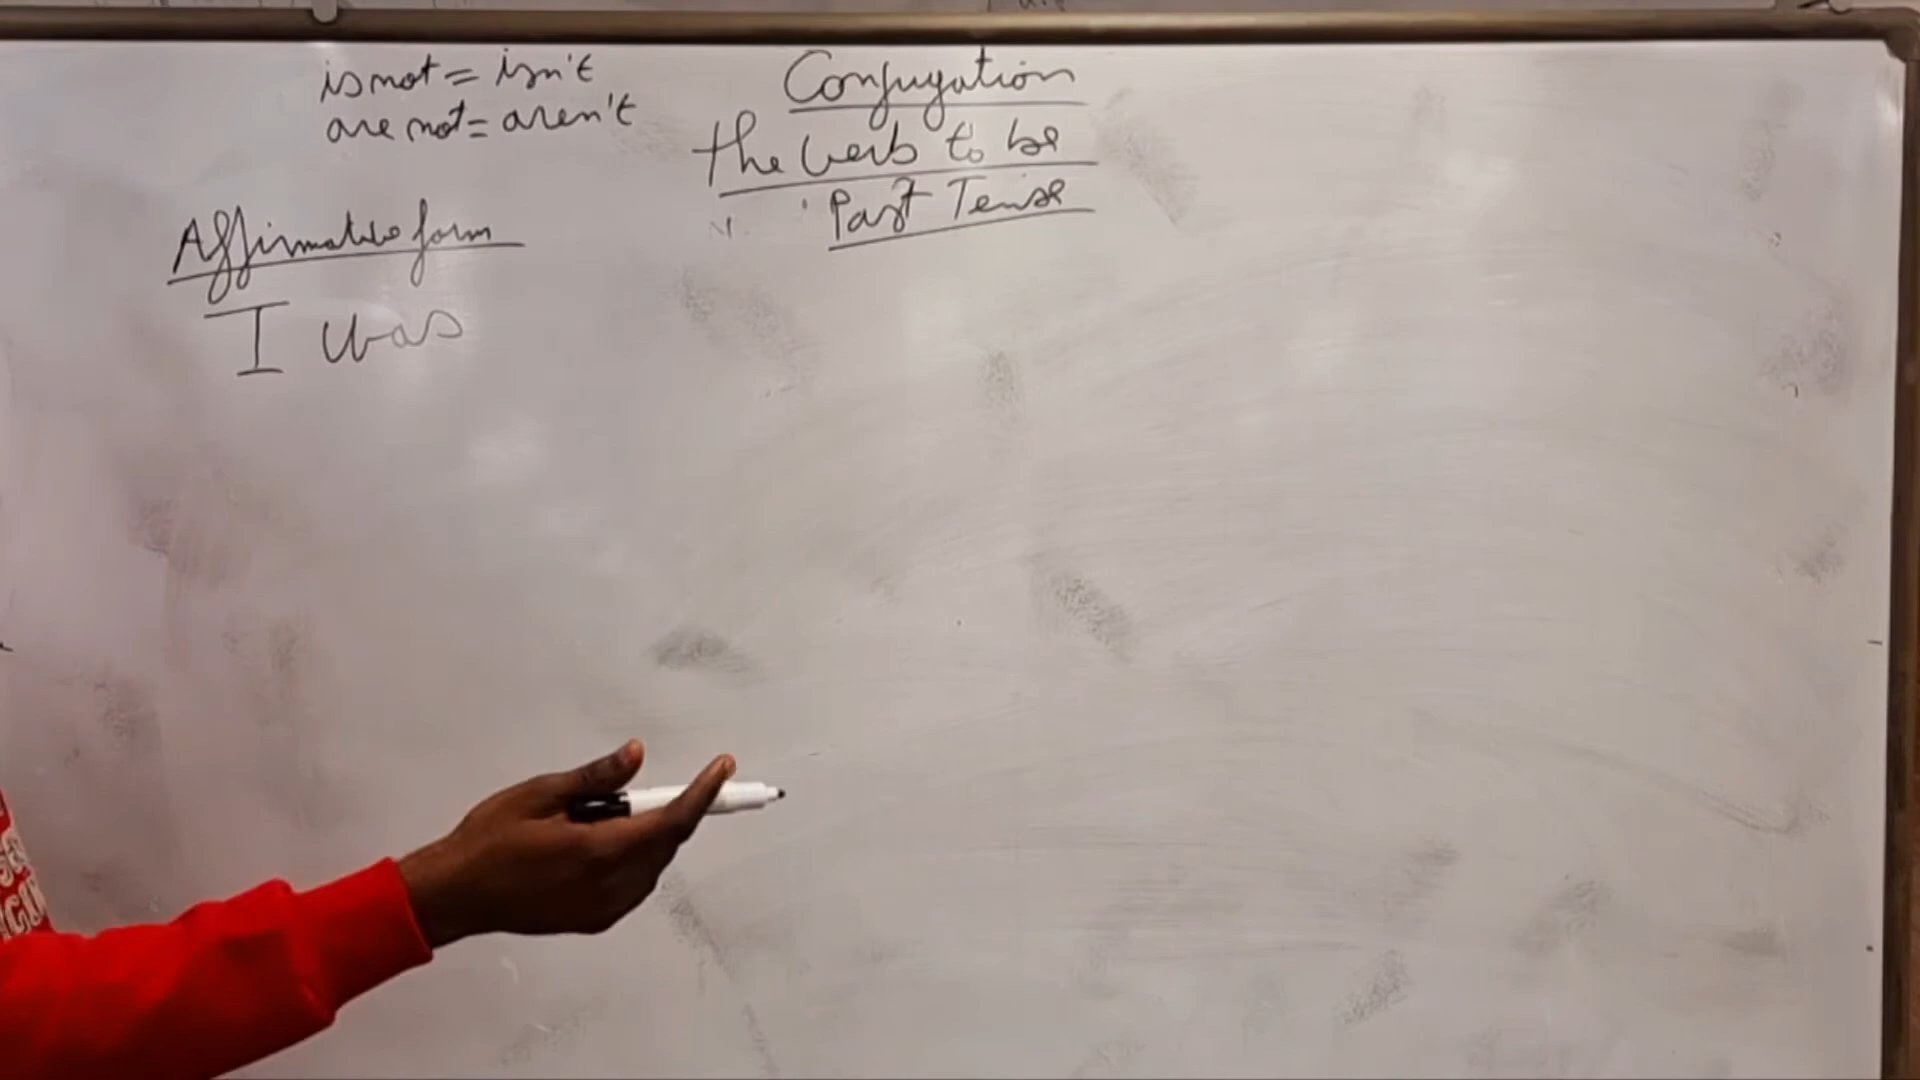 is not = isn't
are not = aren't
Conjugation
the verb to be
Past Tense
Affirmative form
I was